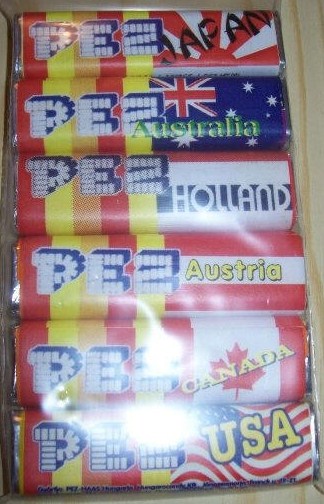 PEZ JAPAN
PEZ Australia
PEZ HOLLAND
PEZ Austria
PEZ CANADA
PEZ USA